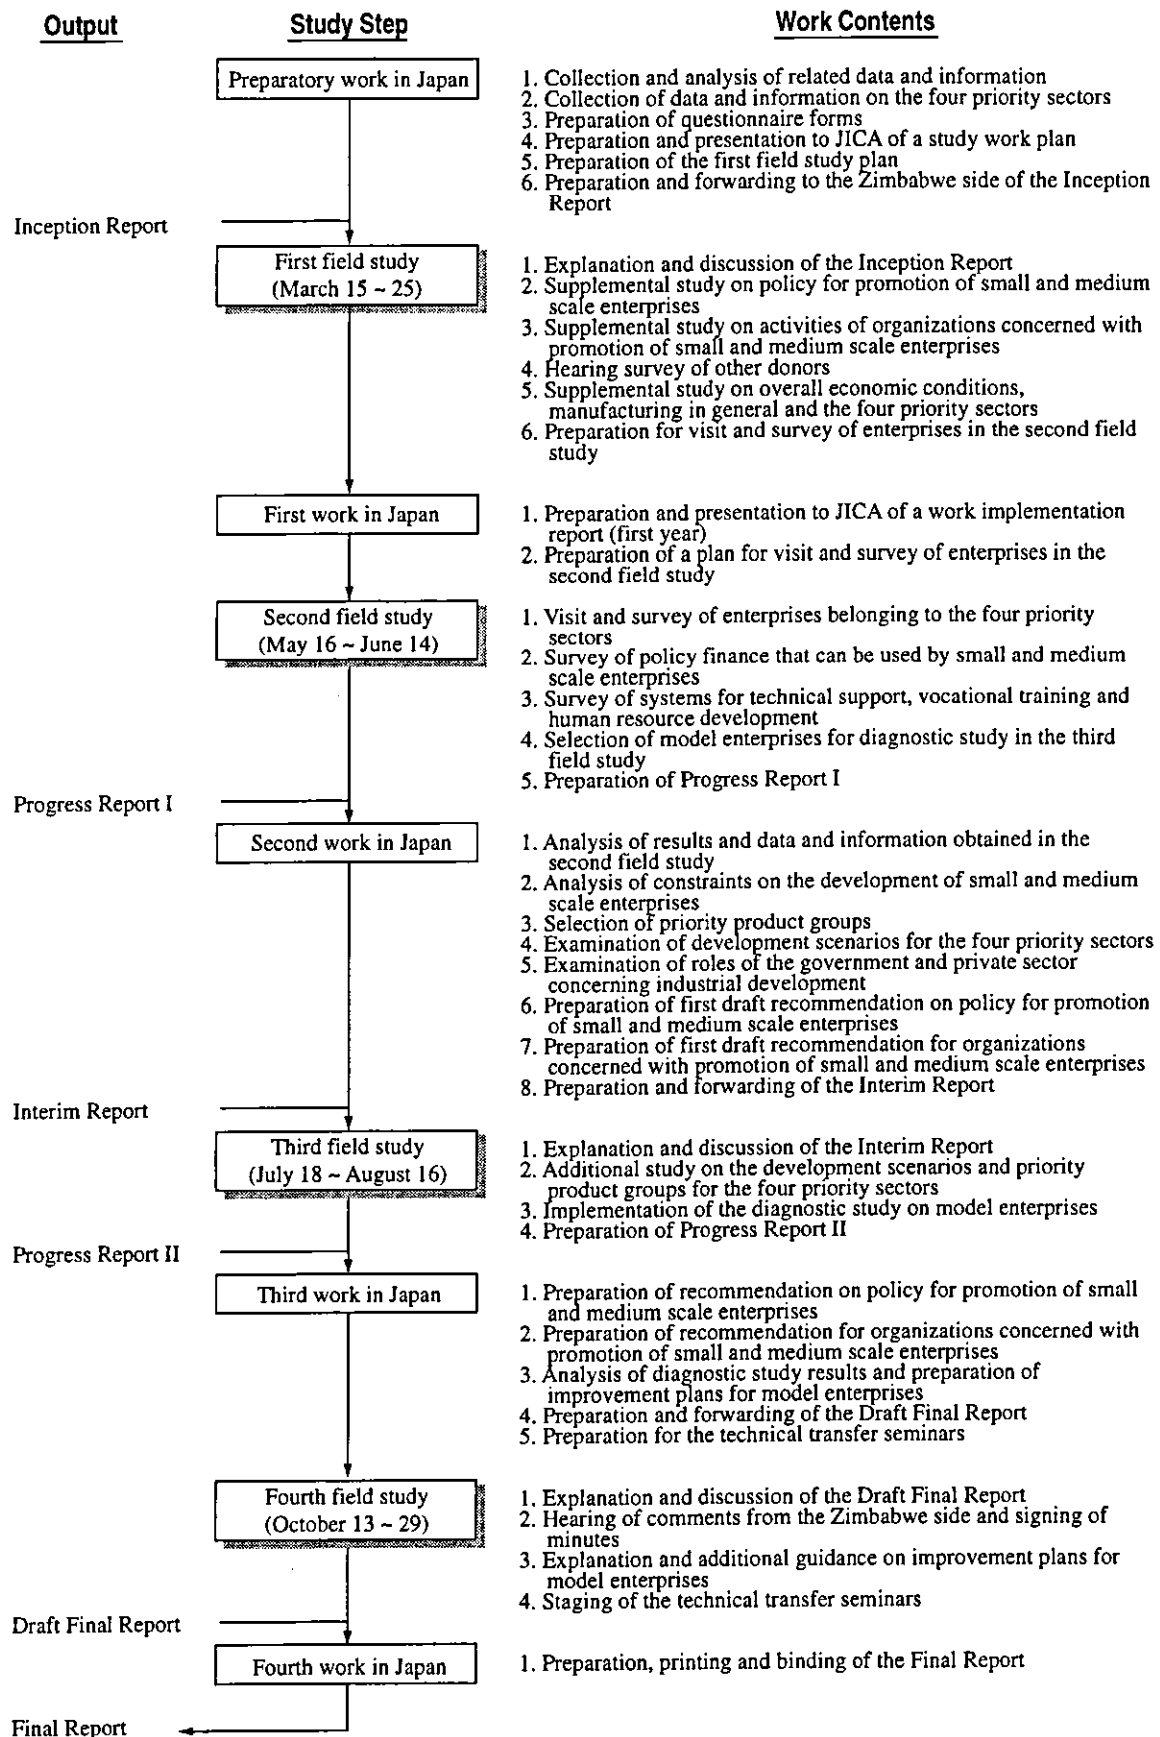 Output
Study Step
Work Contents
Preparatory work in Japan
1. Collection and analysis of related data and information
2. Collection of data and information on the four priority sectors
3. Preparation of questionnaire forms
4. Preparation and presentation to JICA of a study work plan
5. Preparation of the first field study plan
6. Preparation and forwarding to the Zimbabwe side of the Inception
Report
Inception Report
First field study
(March 15 ~ 25)
1. Explanation and discussion of the Inception Report
2. Supplemental study on policy for promotion of small and medium
scale enterprises
3. Supplemental study on activities of organizations concerned with
promotion of small and medium scale enterprises
4. Hearing survey of other donors
5. Supplemental study on overall economic conditions,
manufacturing in general and the four priority sectors
6. Preparation for visit and survey of enterprises in the second field
study
First work in Japan
1. Preparation and presentation to JICA of a work implementation
report (first year)
2. Preparation of a plan for visit and survey of enterprises in the
second field study
Second field study
(May 16 ~ June 14)
1. Visit and survey of enterprises belonging to the four priority
sectors
2. Survey of policy finance that can be used by small and medium
scale enterprises
3. Survey of systems for technical support, vocational training and
human resource development
4. Selection of model enterprises for diagnostic study in the third
field study
5. Preparation of Progress Report I
Progress Report I
Second work in Japan
1. Analysis of results and data and information obtained in the
second field study
2. Analysis of constraints on the development of small and medium
scale enterprises
3. Selection of priority product groups
4. Examination of development scenarios for the four priority sectors
5. Examination of roles of the government and private sector
concerning industrial development
6. Preparation of first draft recommendation on policy for promotion
of small and medium scale enterprises
7. Preparation of first draft recommendation for organizations
concerned with promotion of small and medium scale enterprises
8. Preparation and forwarding of the Interim Report
Interim Report
Third field study
(July 18 ~ August 16)
1. Explanation and discussion of the Interim Report
2. Additional study on the development scenarios and priority
product groups for the four priority sectors
3. Implementation of the diagnostic study on model enterprises
4. Preparation of Progress Report II
Progress Report II
Third work in Japan
1. Preparation of recommendation on policy for promotion of small
and medium scale enterprises
2. Preparation of recommendation for organizations concerned with
promotion of small and medium scale enterprises
3. Analysis of diagnostic study results and preparation of
improvement plans for model enterprises
4. Preparation and forwarding of the Draft Final Report
5. Preparation for the technical transfer seminars
Fourth field study
(October 13 ~ 29)
1. Explanation and discussion of the Draft Final Report
2. Hearing of comments from the Zimbabwe side and signing of
minutes
3. Explanation and additional guidance on improvement plans for
model enterprises
4. Staging of the technical transfer seminars
Draft Final Report
Fourth work in Japan
1. Preparation, printing and binding of the Final Report
Final Report